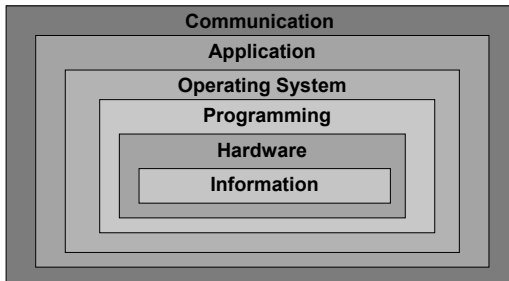 Communication
Application
Operating System
Programming
Hardware
Information